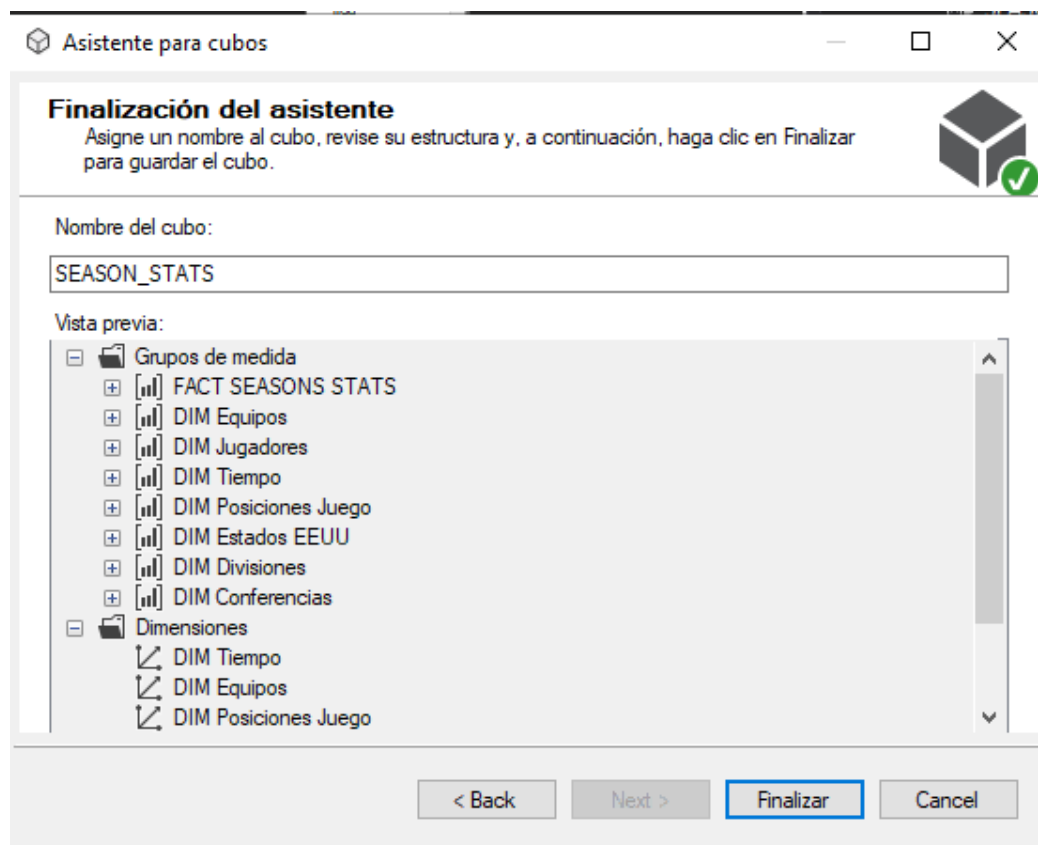 Asistente para cubos
Finalización del asistente
Asigne un nombre al cubo, revise su estructura y, a continuación, haga clic en Finalizar
para guardar el cubo.
Nombre del cubo:
SEASON_STATS
Vista previa:
Grupos de medida
FACT SEASONS STATS
DIM Equipos
DIM Jugadores
DIM Tiempo
DIM Posiciones Juego
DIM Estados EEUU
DIM Divisiones
DIM Conferencias
Dimensiones
DIM Tiempo
DIM Equipos
DIM Posiciones Juego
< Back
Next >
Finalizar
Cancel